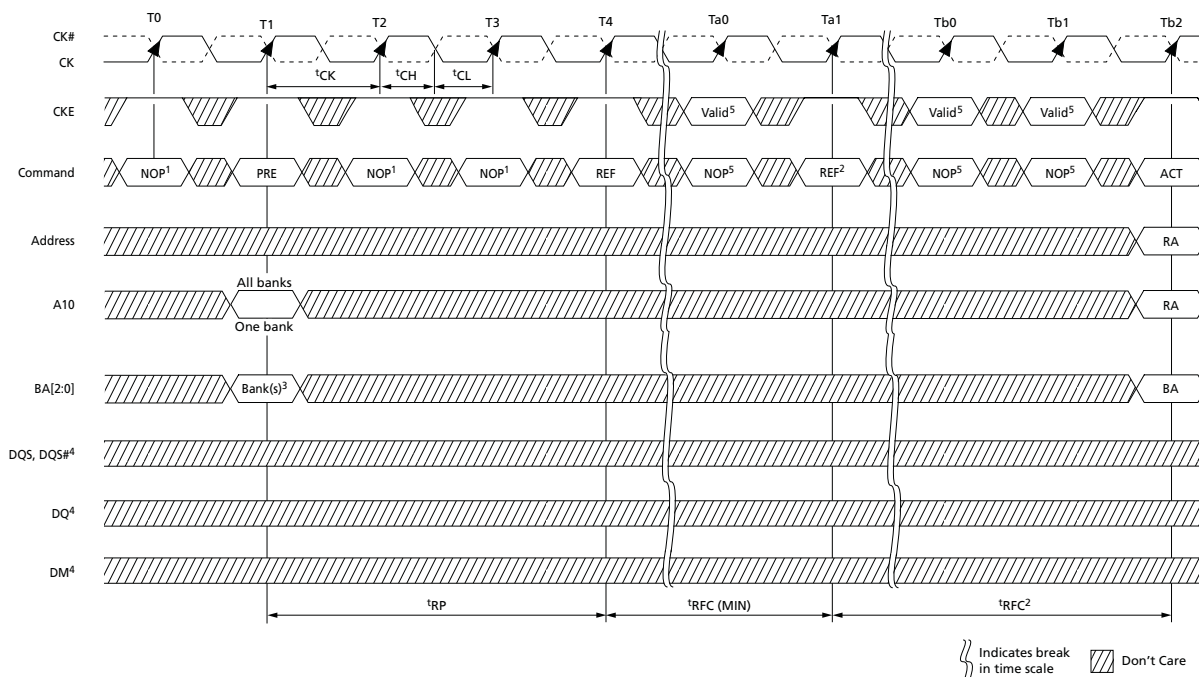 T0 T1 T2 T3 T4 Ta0 Ta1 Tb0 Tb1 Tb2
CK#
CK
tCK tCH tCL
CKE Valid5 Valid5 Valid5
Command NOP1 PRE NOP1 NOP1 REF NOP5 REF2 NOP5 NOP5 ACT
Address RA
All banks
A10 RA
One bank
BA[2:0] Bank(s)3 BA
DQS, DQS#4
DQ4
DM4
tRP tRFC (MIN) tRFC2
Indicates break
in time scale
Don't Care